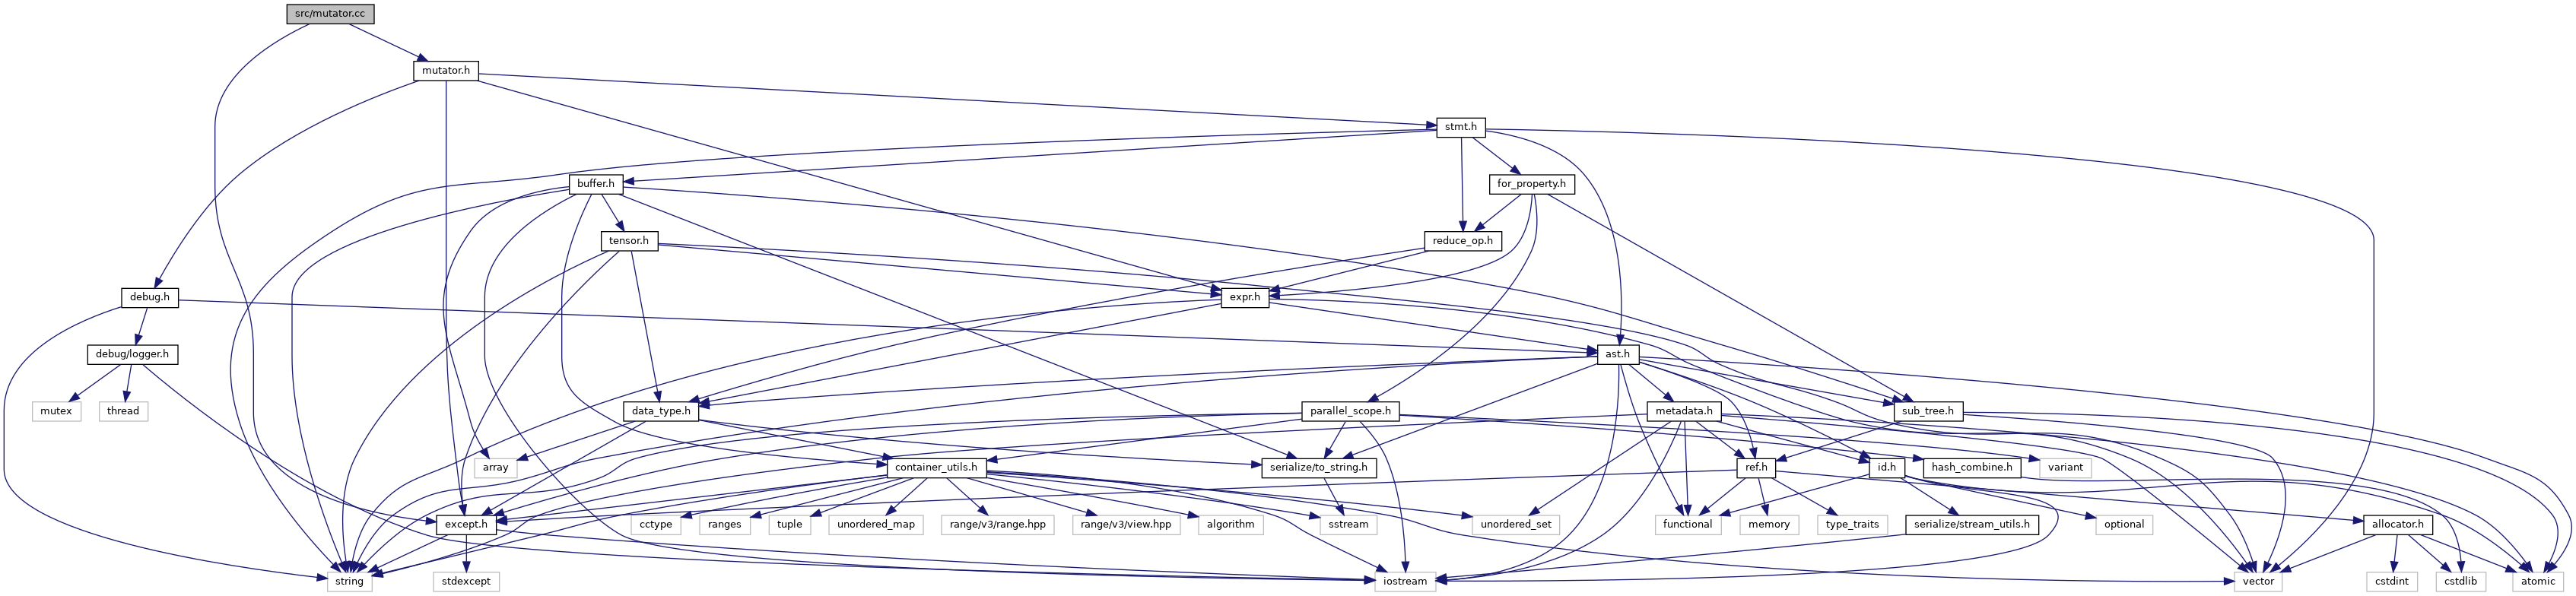 src/mutator.cc
mutator.h
stmt.h
buffer.h
for_property.h
tensor.h
reduce_op.h
debug.h
expr.h
debug/logger.h
ast.h
mutex
thread
data_type.h
parallel_scope.h
metadata.h
sub_tree.h
array
container_utils.h
serialize/to_string.h
ref.h
id.h
hash_combine.h
variant
except.h
cctype
ranges
tuple
unordered_map
range/v3/range.hpp
range/v3/view.hpp
algorithm
sstream
unordered_set
functional
memory
type_traits
serialize/stream_utils.h
optional
allocator.h
string
stdexcept
iostream
vector
cstdint
cstdlib
atomic